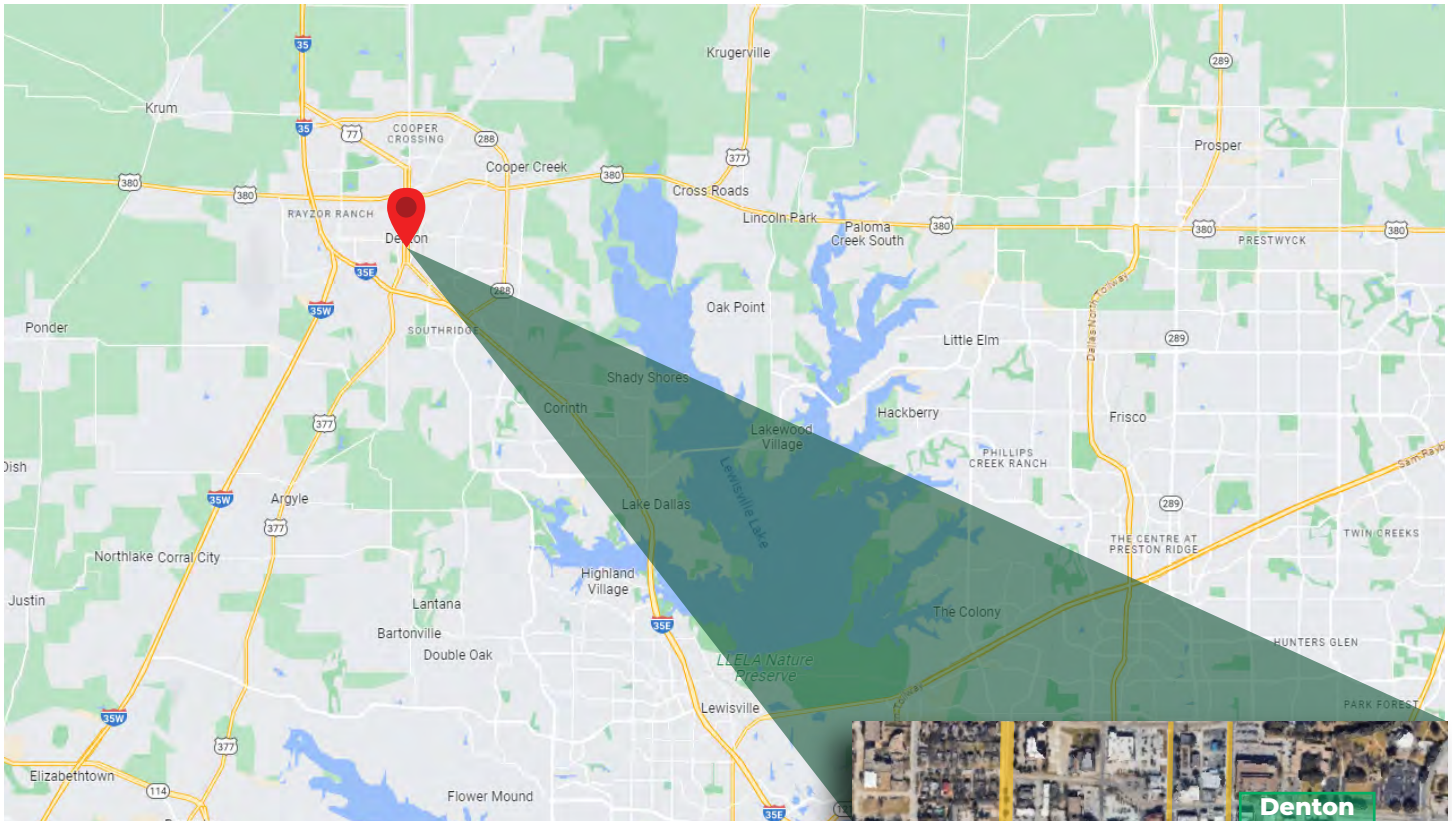 35
Krugerville
289
Krum
35
77
COOPER
CROSSING
288
Prosper
377
Cooper Creek
380
380
380
Cross Roads
RAYZOR RANCH
Lincoln Park
Paloma
Creek South
380
380
380
PRESTWYCK
35E
288
35W
Oak Point
Ponder
SOUTHRIDGE
Dallas North Tollway
289
Little Elm
Shady Shores
Corinth
Hackberry
Frisco
377
Lakewood
Village
PHILLIPS
CREEK RANCH
Lewisville Lake
35W
Argyle
Lake Dallas
289
377
THE CENTRE AT
PRESTON RIDGE
TWIN CREEKS
Northlake
Corral City
Highland
Village
Justin
Lantana
The Colony
35E
Bartonville
HUNTERS GLEN
Double Oak
LLELA Nature
Preserve
PARK FOREST
35W
Lewisville
377
Elizabethtown
114
Flower Mound
35E
Denton